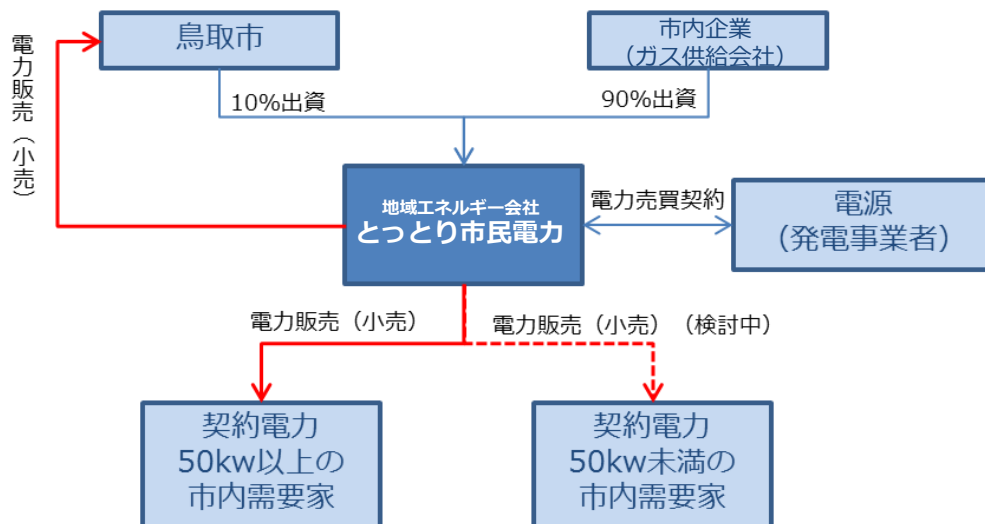 鳥取市
市内企業
（ガス供給会社）
電力販売（小売）
10%出資
90%出資
地域エネルギー会社
とっとり市民電力
電力売買契約
電源
（発電事業者）
電力販売（小売）
電力販売（小売）（検討中）
契約電力
50kw以上の
市内需要家
契約電力
50kw未満の
市内需要家